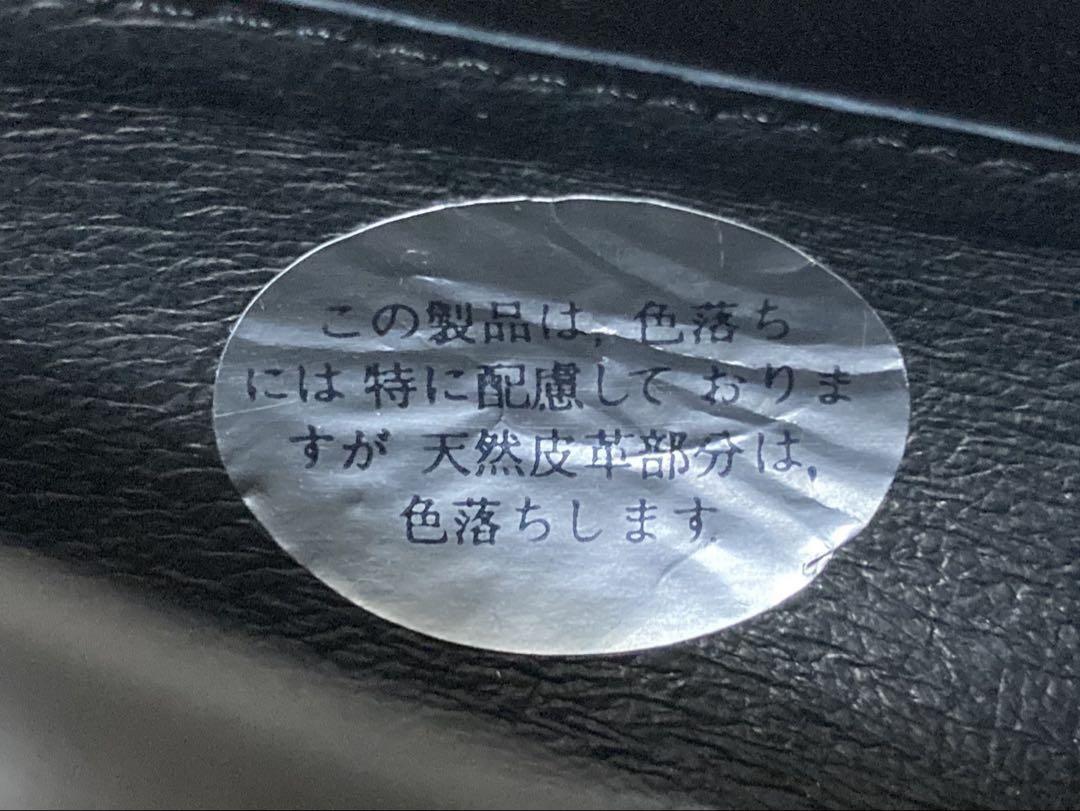 この製品は,色落ち
には特に配慮しておりま
すが天然皮革部分は,
色落ちします.